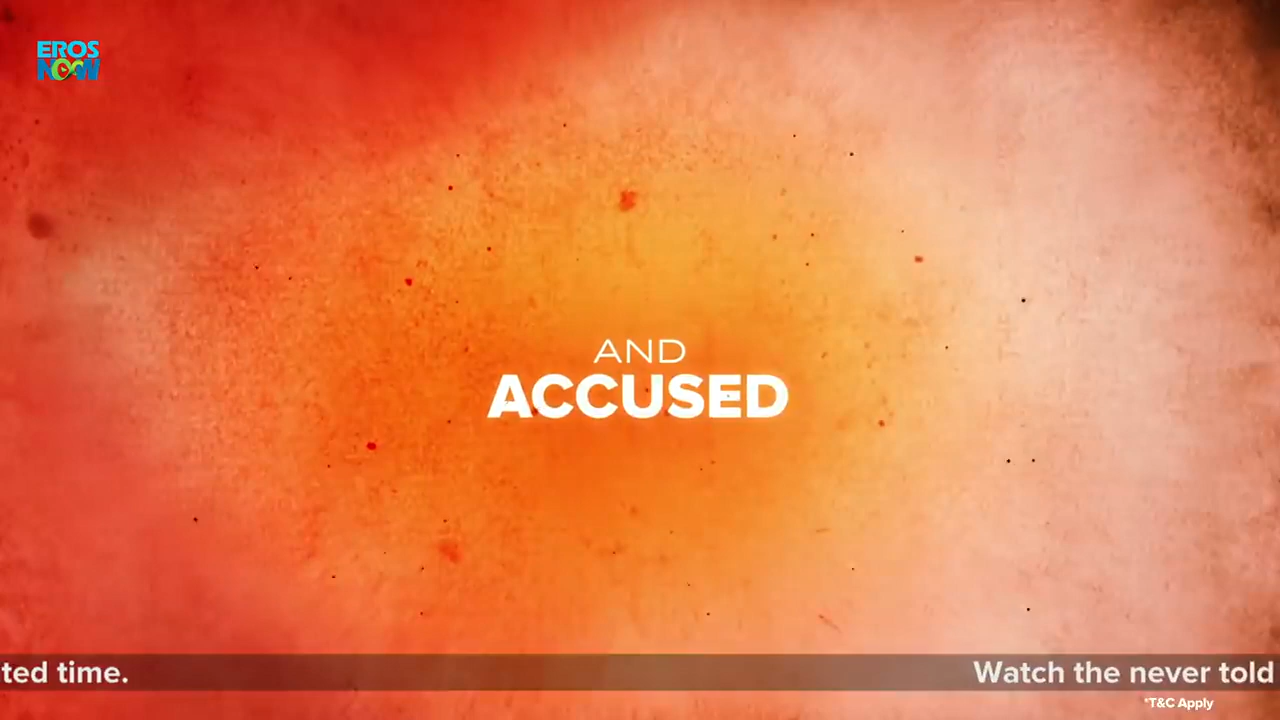 EROS
NOW
AND
ACCUSED
ted time.
Watch the never told
*T&C Apply